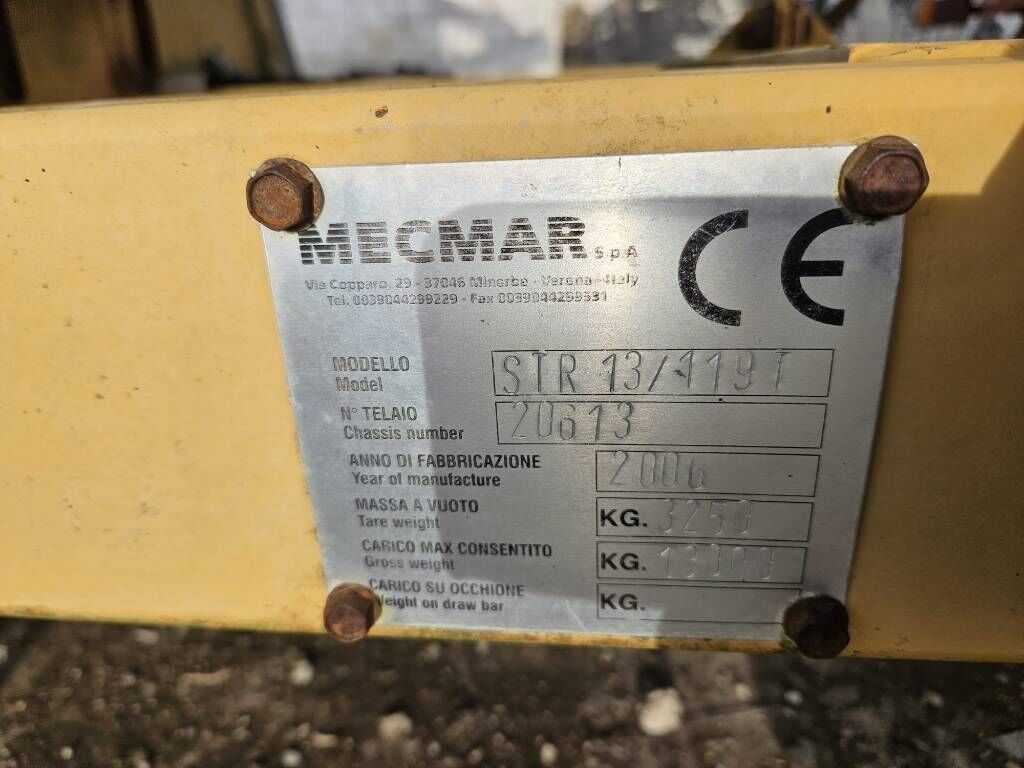 MECMAR SpA
CE
Via Copparo, 29 - 37046 Minerbe - Verona - Italy
Tel. 0039044299229 - Fax 0039044299331
MODELLO
Model
STR 13/119 T
N° TELAIO
Chassis number
20613
ANNO DI FABBRICAZIONE
Year of manufacture
2006
MASSA A VUOTO
Tare weight
KG. 3250
CARICO MAX CONSENTITO
Gross weight
KG. 13000
CARICO SU OCCHIONE
Weight on draw bar
KG.